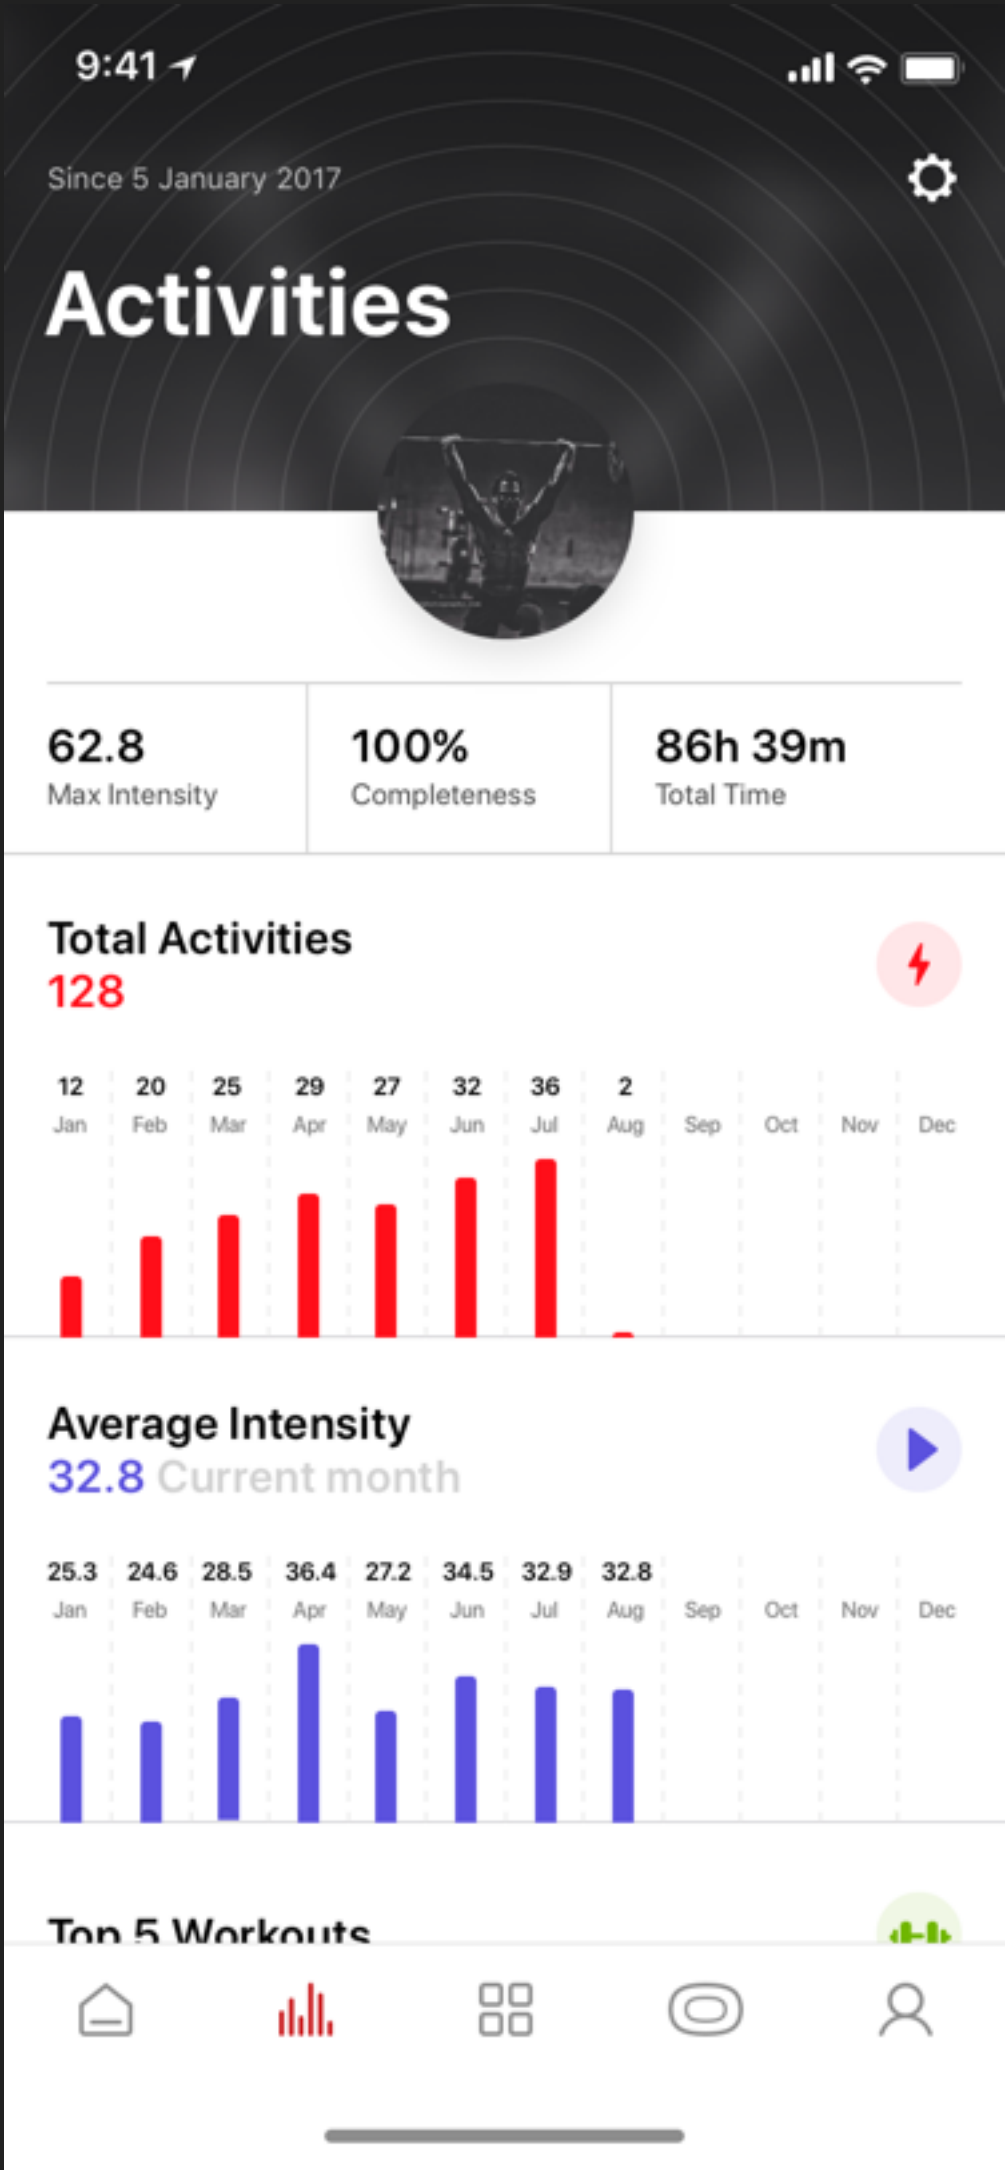 9:41
Since 5 January 2017
Activities
62.8 100% 86h 39m
Max Intensity Completeness Total Time
Total Activities
128
12 20 25 29 27 32 36 2
Jan Feb Mar Apr May Jun Jul Aug Sep Oct Nov Dec
Average Intensity
32.8 Current month
25.3 24.6 28.5 36.4 27.2 34.5 32.9 32.8
Jan Feb Mar Apr May Jun Jul Aug Sep Oct Nov Dec
Top 5 Workouts